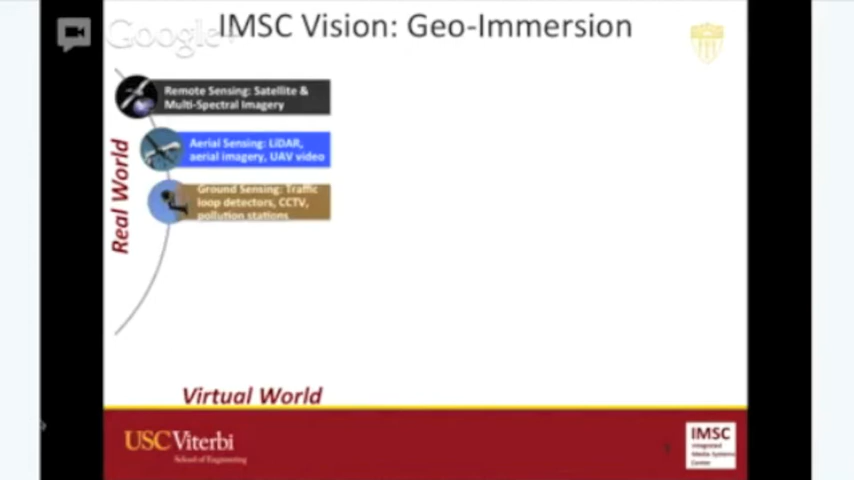 Google+
IMSC Vision: Geo-Immersion
Remote Sensing: Satellite &
Multi-Spectral Imagery
Aerial Sensing: LiDAR,
aerial imagery, UAV video
Ground Sensing: Traffic
loop detectors, CCTV,
pollution stations
Real World
Virtual World
USC Viterbi
School of Engineering
IMSC
Integrated
Media Systems
Center